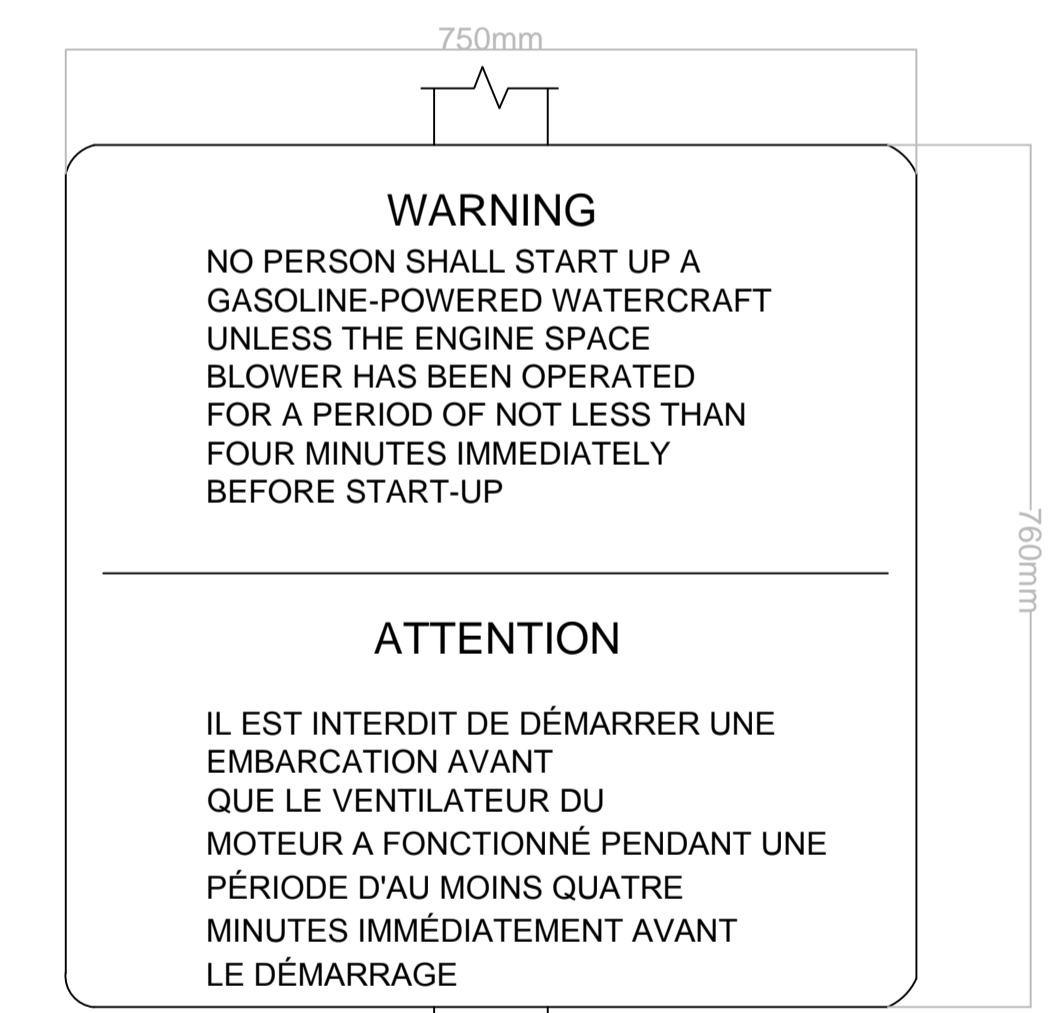 750mm
WARNING
NO PERSON SHALL START UP A
GASOLINE-POWERED WATERCRAFT
UNLESS THE ENGINE SPACE
BLOWER HAS BEEN OPERATED
FOR A PERIOD OF NOT LESS THAN
FOUR MINUTES IMMEDIATELY
BEFORE START-UP
760mm
ATTENTION
IL EST INTERDIT DE DÉMARRER UNE
EMBARCATION AVANT
QUE LE VENTILATEUR DU
MOTEUR A FONCTIONNÉ PENDANT UNE
PÉRIODE D'AU MOINS QUATRE
MINUTES IMMÉDIATEMENT AVANT
LE DÉMARRAGE